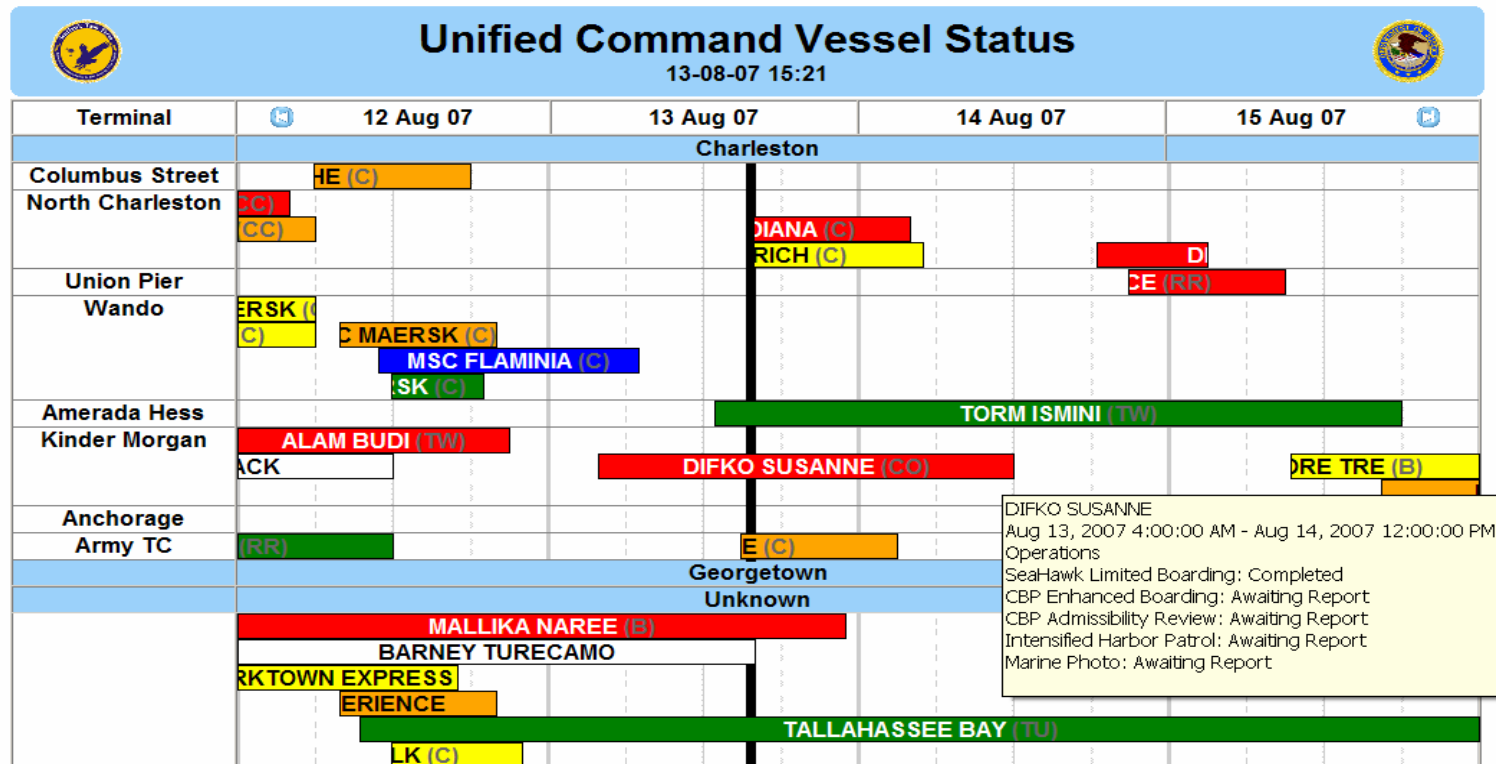 Unified Command Vessel Status
13-08-07 15:21
Terminal 12 Aug 07 13 Aug 07 14 Aug 07 15 Aug 07
Charleston
Columbus Street HE (C)
North Charleston CC)
(CC) DIANA (C)
RICH (C) D
Union Pier CE (RR)
Wando ERSK (C
C) C MAERSK (C)
MSC FLAMINIA (C)
RSK (C)
Amerada Hess TORM ISMINI (TW)
Kinder Morgan ALAM BUDI (TW)
ACK DIFKO SUSANNE (CO) ORE TRE (B)
DIFKO SUSANNE
Aug 13, 2007 4:00:00 AM - Aug 14, 2007 12:00:00 PM
Operations
SeaHawk Limited Boarding: Completed
CBP Enhanced Boarding: Awaiting Report
CBP Admissibility Review: Awaiting Report
Intensified Harbor Patrol: Awaiting Report
Marine Photo: Awaiting Report
Anchorage
Army TC (RR) E (C)
Georgetown
Unknown
MALLIKA NAREE (B)
BARNEY TURECAMO
RKTOWN EXPRESS
ERIENCE
TALLAHASSEE BAY (TU)
LK (C)